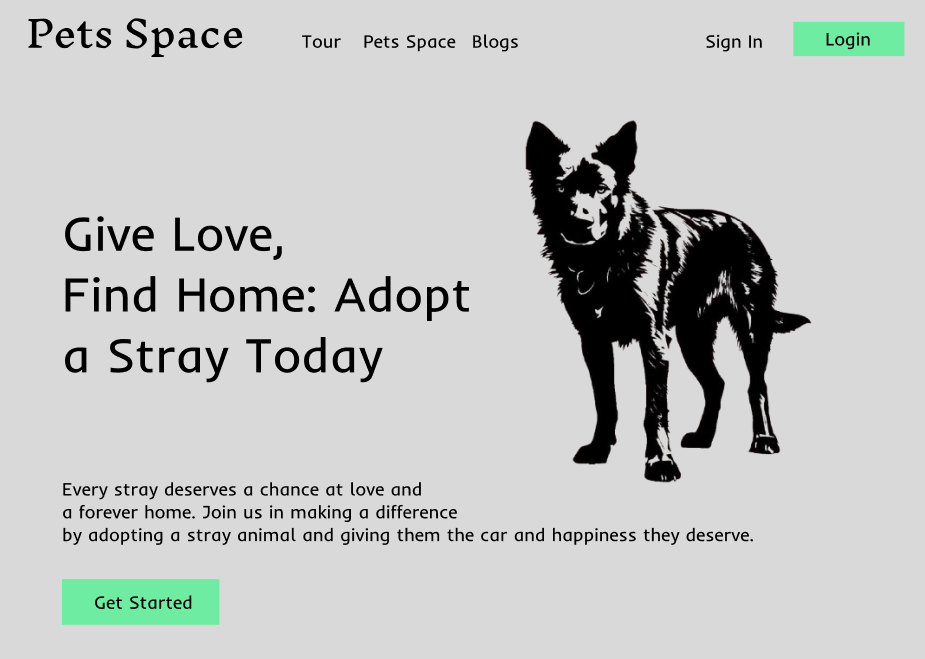 Pets Space
Tour Pets Space Blogs
Sign In
Login
Give Love,
Find Home: Adopt
a Stray Today
Every stray deserves a chance at love and
a forever home. Join us in making a difference
by adopting a stray animal and giving them the car and happiness they deserve.
Get Started